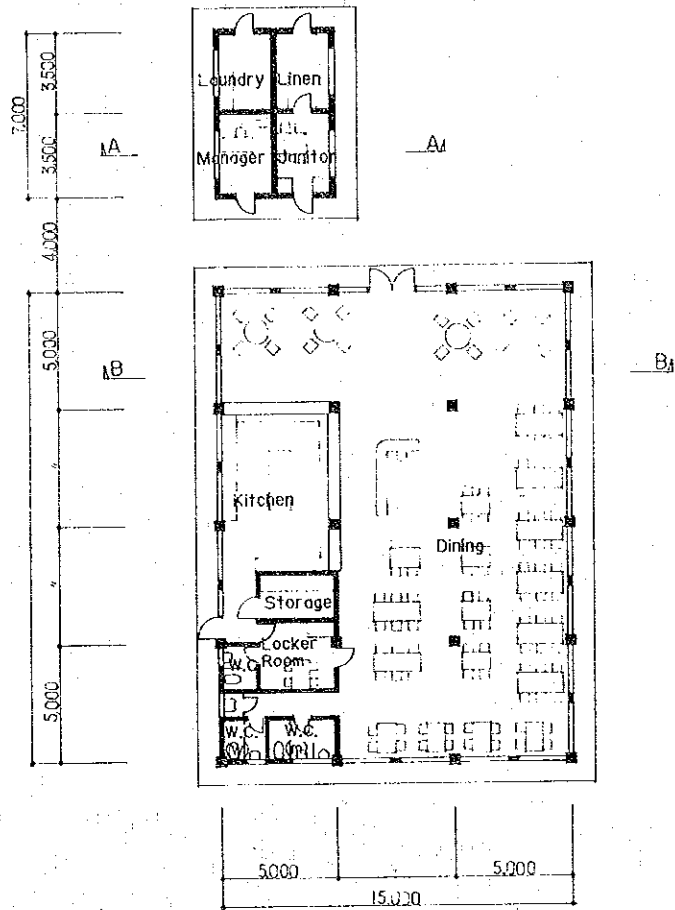 3,500
7,000
3,500
4,000
5,000
〃
〃
5,000
Loundry
Linen
Manager
Janitor
A
A
B
B
Kitchen
Dining
Storage
Locker
Room
W.C.
W.C.
W.C.
5,000
5,000
15,000